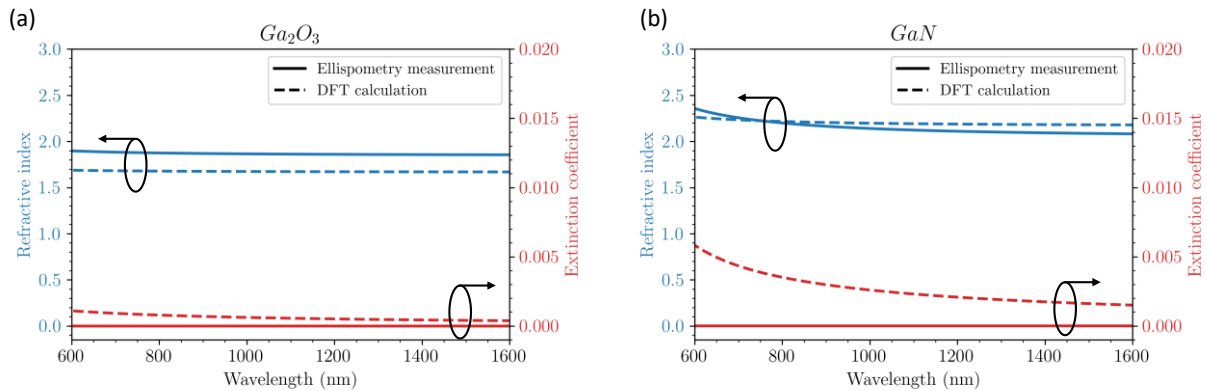 (a)
Ga₂O₃
3.0
2.5
2.0
1.5
1.0
0.5
0.0
Refractive index
0.020
0.015
0.010
0.005
0.000
Extinction coefficient
Ellispometry measurement
DFT calculation
600
800
1000
1200
1400
1600
Wavelength (nm)
(b)
GaN
3.0
2.5
2.0
1.5
1.0
0.5
0.0
Refractive index
0.020
0.015
0.010
0.005
0.000
Extinction coefficient
Ellispometry measurement
DFT calculation
600
800
1000
1200
1400
1600
Wavelength (nm)